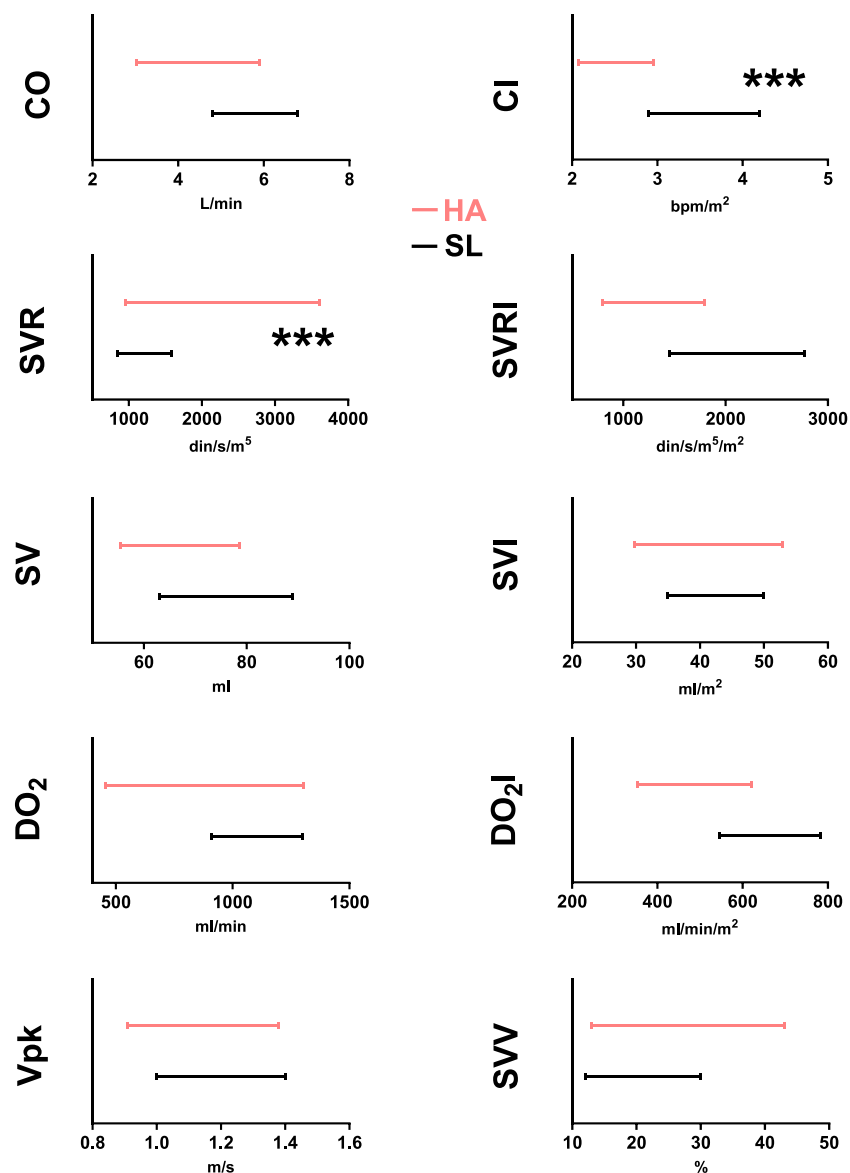 CO
2 4 6 8
L/min
CI
***
2 3 4 5
bpm/m²
HA
SL
SVR
***
1000 2000 3000 4000
din/s/m⁵
SVRI
1000 2000 3000
din/s/m⁵/m²
SV
60 80 100
ml
SVI
20 30 40 50 60
ml/m²
DO₂
500 1000 1500
ml/min
DO₂I
200 400 600 800
ml/min/m²
Vpk
0.8 1.0 1.2 1.4 1.6
m/s
SVV
10 20 30 40 50
%